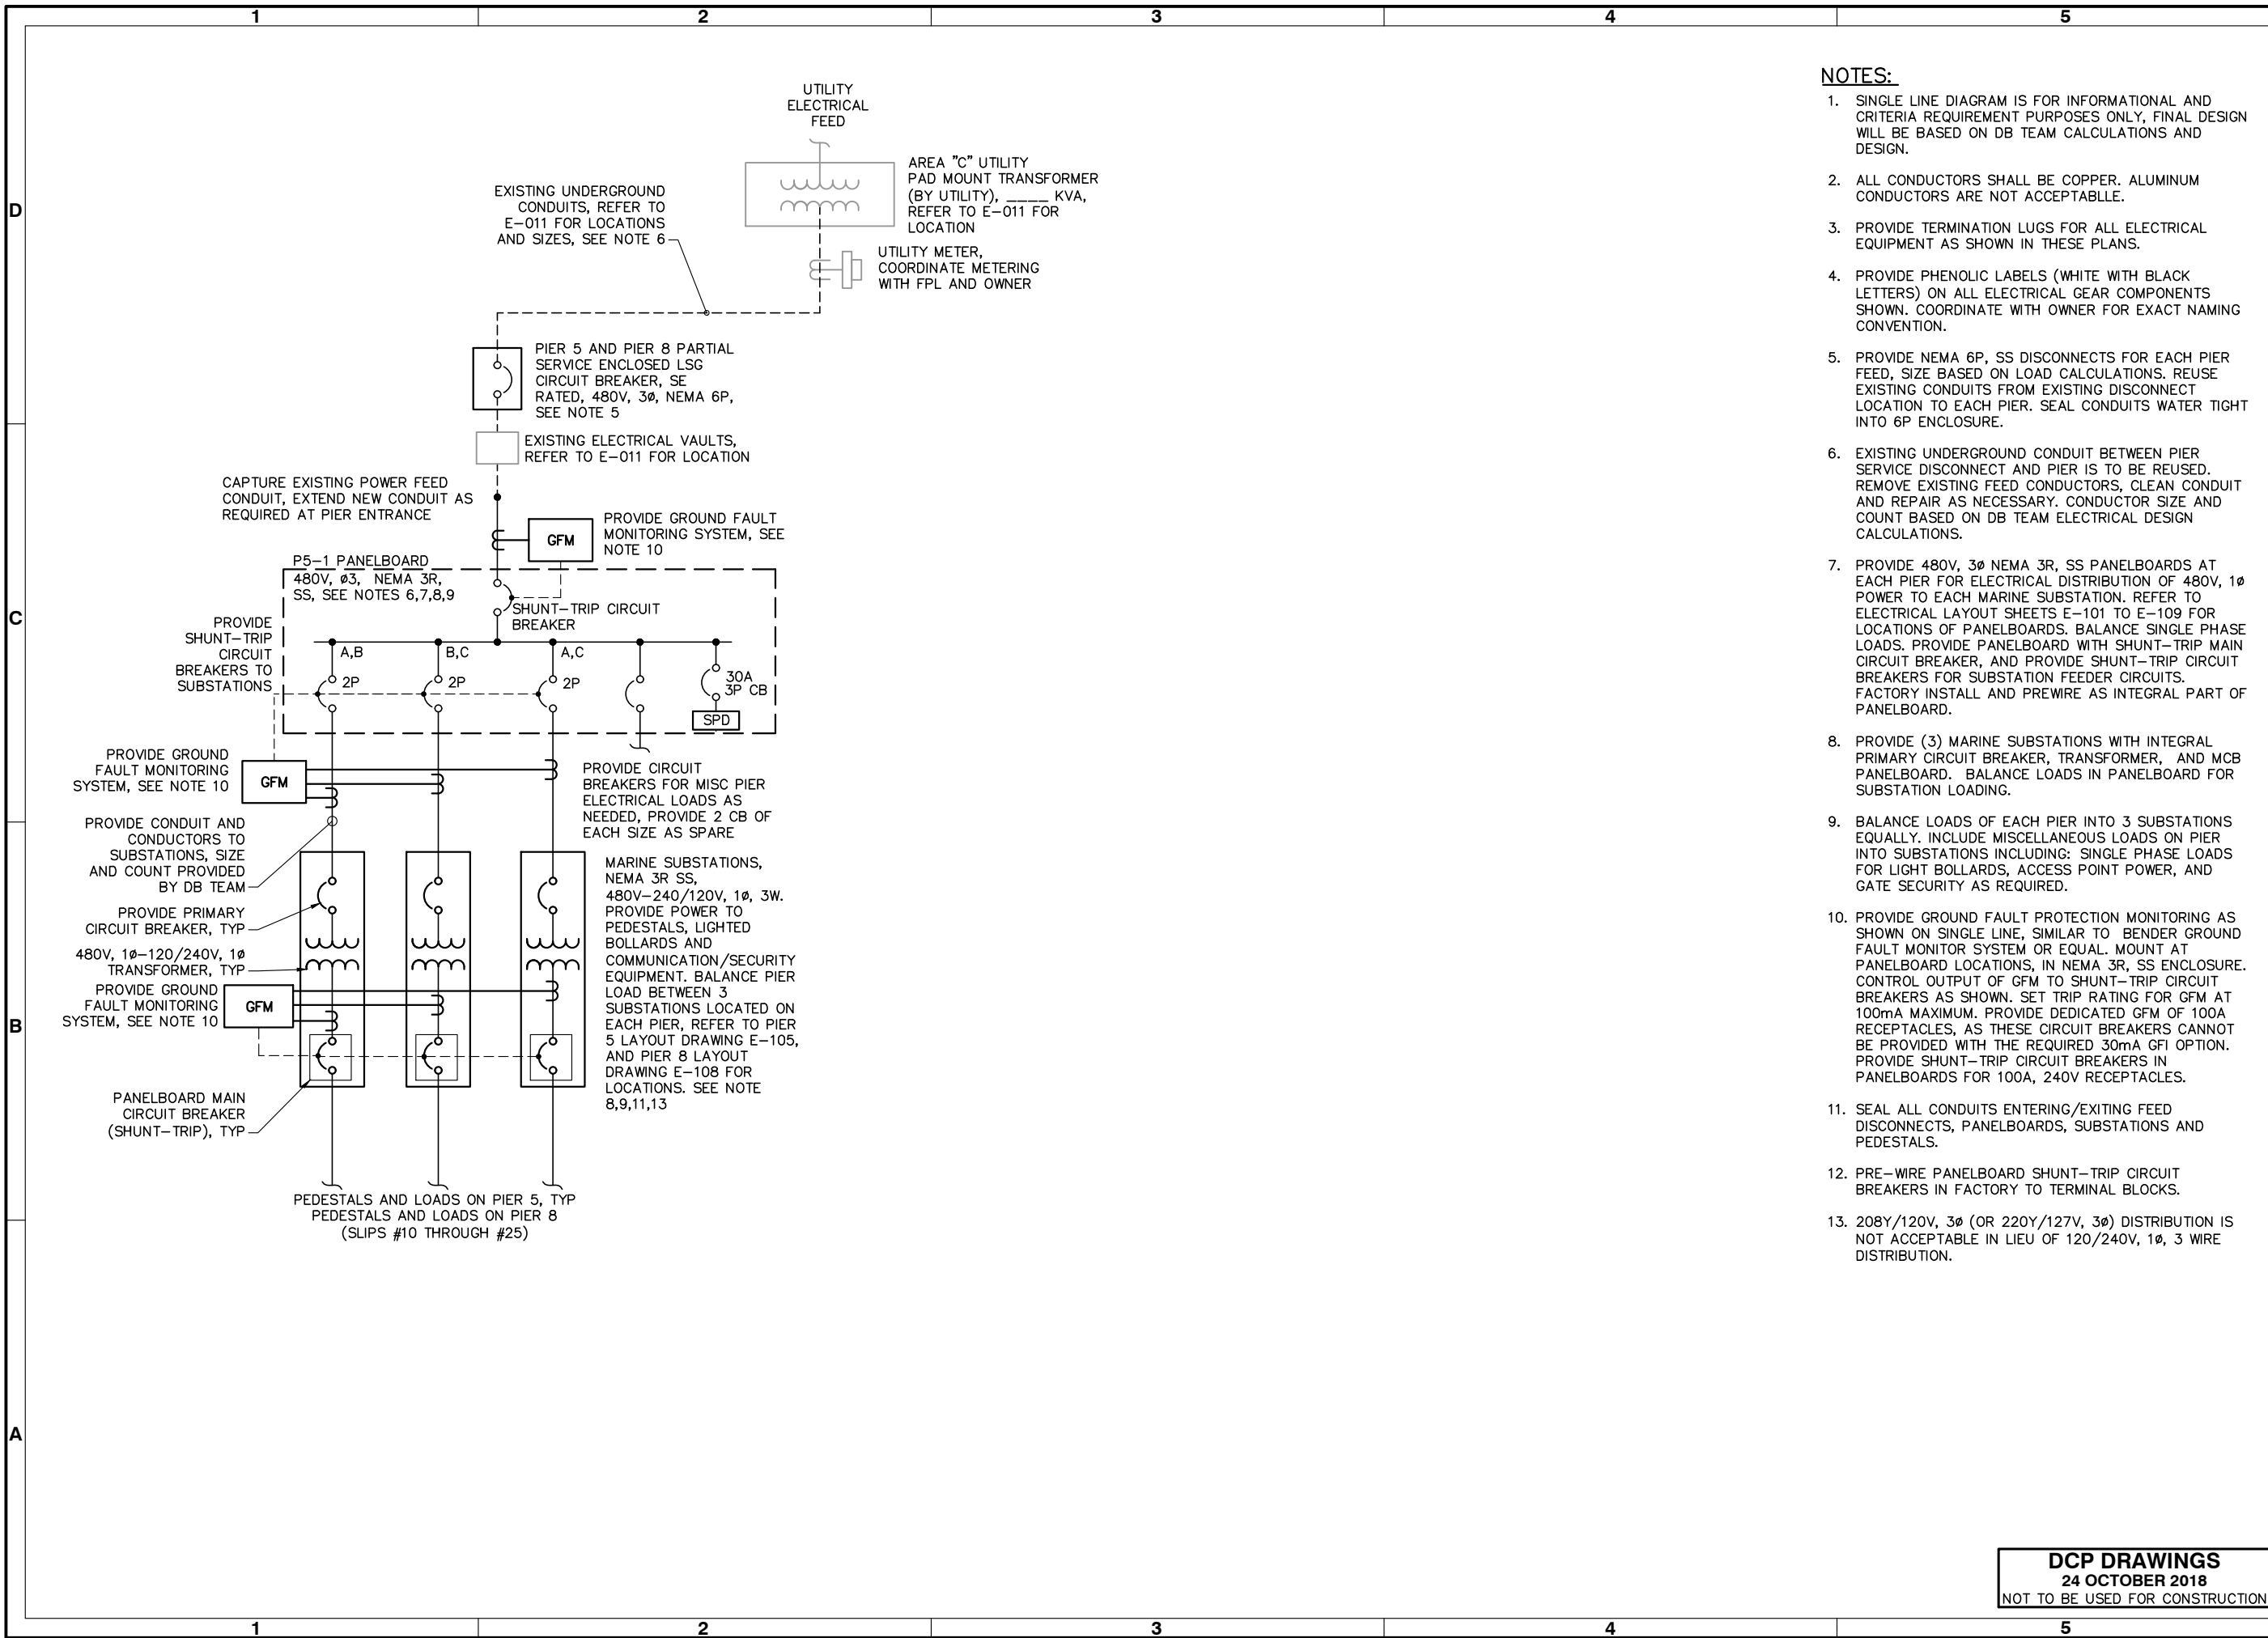 1
2
3
4
5
D
C
B
A
UTILITY
ELECTRICAL
FEED
AREA "C" UTILITY
PAD MOUNT TRANSFORMER
(BY UTILITY), ____ KVA,
REFER TO E-011 FOR
LOCATION
EXISTING UNDERGROUND
CONDUITS, REFER TO
E-011 FOR LOCATIONS
AND SIZES, SEE NOTE 6
UTILITY METER,
COORDINATE METERING
WITH FPL AND OWNER
PIER 5 AND PIER 8 PARTIAL
SERVICE ENCLOSED LSG
CIRCUIT BREAKER, SE
RATED, 480V, 3ø, NEMA 6P,
SEE NOTE 5
EXISTING ELECTRICAL VAULTS,
REFER TO E-011 FOR LOCATION
CAPTURE EXISTING POWER FEED
CONDUIT, EXTEND NEW CONDUIT AS
REQUIRED AT PIER ENTRANCE
GFM
PROVIDE GROUND FAULT
MONITORING SYSTEM, SEE
NOTE 10
P5-1 PANELBOARD
480V, ø3, NEMA 3R,
SS, SEE NOTES 6,7,8,9
SHUNT-TRIP CIRCUIT
BREAKER
PROVIDE
SHUNT-TRIP
CIRCUIT
BREAKERS TO
SUBSTATIONS
A,B
B,C
A,C
2P
2P
2P
30A
3P CB
SPD
PROVIDE GROUND
FAULT MONITORING
SYSTEM, SEE NOTE 10
GFM
PROVIDE CIRCUIT
BREAKERS FOR MISC PIER
ELECTRICAL LOADS AS
NEEDED, PROVIDE 2 CB OF
EACH SIZE AS SPARE
PROVIDE CONDUIT AND
CONDUCTORS TO
SUBSTATIONS, SIZE
AND COUNT PROVIDED
BY DB TEAM
PROVIDE PRIMARY
CIRCUIT BREAKER, TYP
480V, 1ø-120/240V, 1ø
TRANSFORMER, TYP
PROVIDE GROUND
FAULT MONITORING
SYSTEM, SEE NOTE 10
GFM
PANELBOARD MAIN
CIRCUIT BREAKER
(SHUNT-TRIP), TYP
MARINE SUBSTATIONS,
NEMA 3R SS,
480V-240/120V, 1ø, 3W.
PROVIDE POWER TO
PEDESTALS, LIGHTED
BOLLARDS AND
COMMUNICATION/SECURITY
EQUIPMENT. BALANCE PIER
LOAD BETWEEN 3
SUBSTATIONS LOCATED ON
EACH PIER, REFER TO PIER
5 LAYOUT DRAWING E-105,
AND PIER 8 LAYOUT
DRAWING E-108 FOR
LOCATIONS. SEE NOTE
8,9,11,13
PEDESTALS AND LOADS ON PIER 5, TYP
PEDESTALS AND LOADS ON PIER 8
(SLIPS #10 THROUGH #25)
NOTES:
1. SINGLE LINE DIAGRAM IS FOR INFORMATIONAL AND
CRITERIA REQUIREMENT PURPOSES ONLY, FINAL DESIGN
WILL BE BASED ON DB TEAM CALCULATIONS AND
DESIGN.
2. ALL CONDUCTORS SHALL BE COPPER. ALUMINUM
CONDUCTORS ARE NOT ACCEPTABLLE.
3. PROVIDE TERMINATION LUGS FOR ALL ELECTRICAL
EQUIPMENT AS SHOWN IN THESE PLANS.
4. PROVIDE PHENOLIC LABELS (WHITE WITH BLACK
LETTERS) ON ALL ELECTRICAL GEAR COMPONENTS
SHOWN. COORDINATE WITH OWNER FOR EXACT NAMING
CONVENTION.
5. PROVIDE NEMA 6P, SS DISCONNECTS FOR EACH PIER
FEED, SIZE BASED ON LOAD CALCULATIONS. REUSE
EXISTING CONDUITS FROM EXISTING DISCONNECT
LOCATION TO EACH PIER. SEAL CONDUITS WATER TIGHT
INTO 6P ENCLOSURE.
6. EXISTING UNDERGROUND CONDUIT BETWEEN PIER
SERVICE DISCONNECT AND PIER IS TO BE REUSED.
REMOVE EXISTING FEED CONDUCTORS, CLEAN CONDUIT
AND REPAIR AS NECESSARY. CONDUCTOR SIZE AND
COUNT BASED ON DB TEAM ELECTRICAL DESIGN
CALCULATIONS.
7. PROVIDE 480V, 3ø NEMA 3R, SS PANELBOARDS AT
EACH PIER FOR ELECTRICAL DISTRIBUTION OF 480V, 1ø
POWER TO EACH MARINE SUBSTATION. REFER TO
ELECTRICAL LAYOUT SHEETS E-101 TO E-109 FOR
LOCATIONS OF PANELBOARDS. BALANCE SINGLE PHASE
LOADS. PROVIDE PANELBOARD WITH SHUNT-TRIP MAIN
CIRCUIT BREAKER, AND PROVIDE SHUNT-TRIP CIRCUIT
BREAKERS FOR SUBSTATION FEEDER CIRCUITS.
FACTORY INSTALL AND PREWIRE AS INTEGRAL PART OF
PANELBOARD.
8. PROVIDE (3) MARINE SUBSTATIONS WITH INTEGRAL
PRIMARY CIRCUIT BREAKER, TRANSFORMER, AND MCB
PANELBOARD. BALANCE LOADS IN PANELBOARD FOR
SUBSTATION LOADING.
9. BALANCE LOADS OF EACH PIER INTO 3 SUBSTATIONS
EQUALLY. INCLUDE MISCELLANEOUS LOADS ON PIER
INTO SUBSTATIONS INCLUDING: SINGLE PHASE LOADS
FOR LIGHT BOLLARDS, ACCESS POINT POWER, AND
GATE SECURITY AS REQUIRED.
10. PROVIDE GROUND FAULT PROTECTION MONITORING AS
SHOWN ON SINGLE LINE, SIMILAR TO BENDER GROUND
FAULT MONITOR SYSTEM OR EQUAL. MOUNT AT
PANELBOARD LOCATIONS, IN NEMA 3R, SS ENCLOSURE.
CONTROL OUTPUT OF GFM TO SHUNT-TRIP CIRCUIT
BREAKERS AS SHOWN. SET TRIP RATING FOR GFM AT
100mA MAXIMUM. PROVIDE DEDICATED GFM OF 100A
RECEPTACLES, AS THESE CIRCUIT BREAKERS CANNOT
BE PROVIDED WITH THE REQUIRED 30mA GFI OPTION.
PROVIDE SHUNT-TRIP CIRCUIT BREAKERS IN
PANELBOARDS FOR 100A, 240V RECEPTACLES.
11. SEAL ALL CONDUITS ENTERING/EXITING FEED
DISCONNECTS, PANELBOARDS, SUBSTATIONS AND
PEDESTALS.
12. PRE-WIRE PANELBOARD SHUNT-TRIP CIRCUIT
BREAKERS IN FACTORY TO TERMINAL BLOCKS.
13. 208Y/120V, 3ø (OR 220Y/127V, 3ø) DISTRIBUTION IS
NOT ACCEPTABLE IN LIEU OF 120/240V, 1ø, 3 WIRE
DISTRIBUTION.
DCP DRAWINGS
24 OCTOBER 2018
NOT TO BE USED FOR CONSTRUCTION
1
2
3
4
5